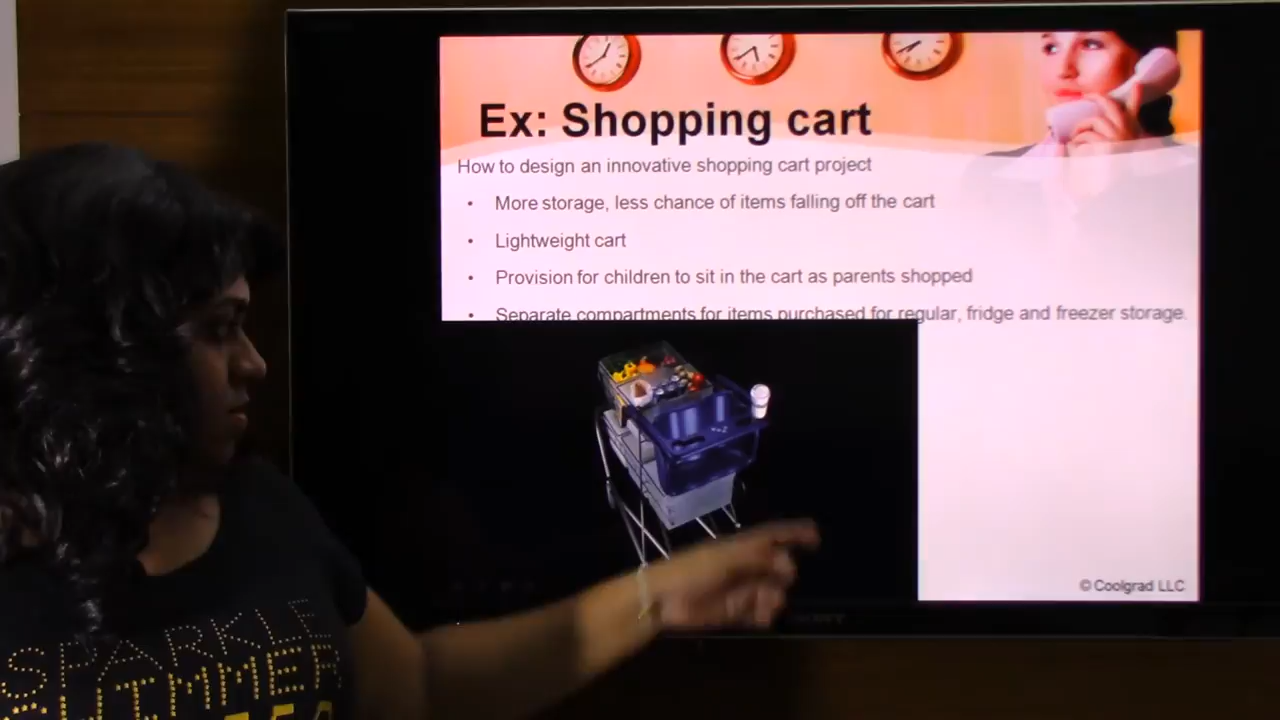 Ex: Shopping cart
How to design an innovative shopping cart project
• More storage, less chance of items falling off the cart
• Lightweight cart
• Provision for children to sit in the cart as parents shopped
• Separate compartments for items purchased for regular, fridge and freezer storage.
© Coolgrad LLC
SPARKLE